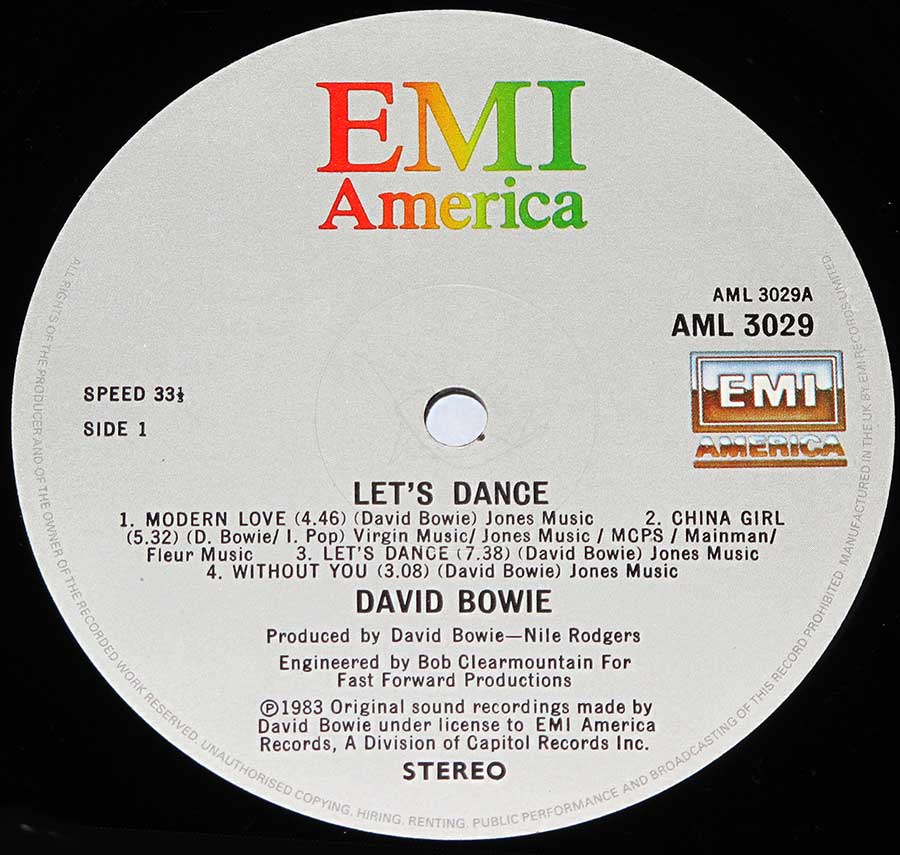 EMI
America
AML 3029A
AML 3029
EMI
AMERICA
SPEED 33⅓
SIDE 1
LET'S DANCE
1. MODERN LOVE (4.46) (David Bowie) Jones Music 2. CHINA GIRL
(5.32) (D. Bowie/ I. Pop) Virgin Music/ Jones Music / MCPS / Mainman/
Fleur Music 3. LET'S DANCE (7.38) (David Bowie) Jones Music
4. WITHOUT YOU (3.08) (David Bowie) Jones Music
DAVID BOWIE
Produced by David Bowie—Nile Rodgers
Engineered by Bob Clearmountain For
Fast Forward Productions
℗1983 Original sound recordings made by
David Bowie under license to EMI America
Records, A Division of Capitol Records Inc.
STEREO
ALL RIGHTS OF THE PRODUCER AND OF THE OWNER OF THE RECORDED WORK RESERVED. UNAUTHORISED COPYING, HIRING, RENTING, PUBLIC PERFORMANCE AND BROADCASTING OF THIS RECORD PROHIBITED. MANUFACTURED IN THE UK BY EMI RECORDS LIMITED